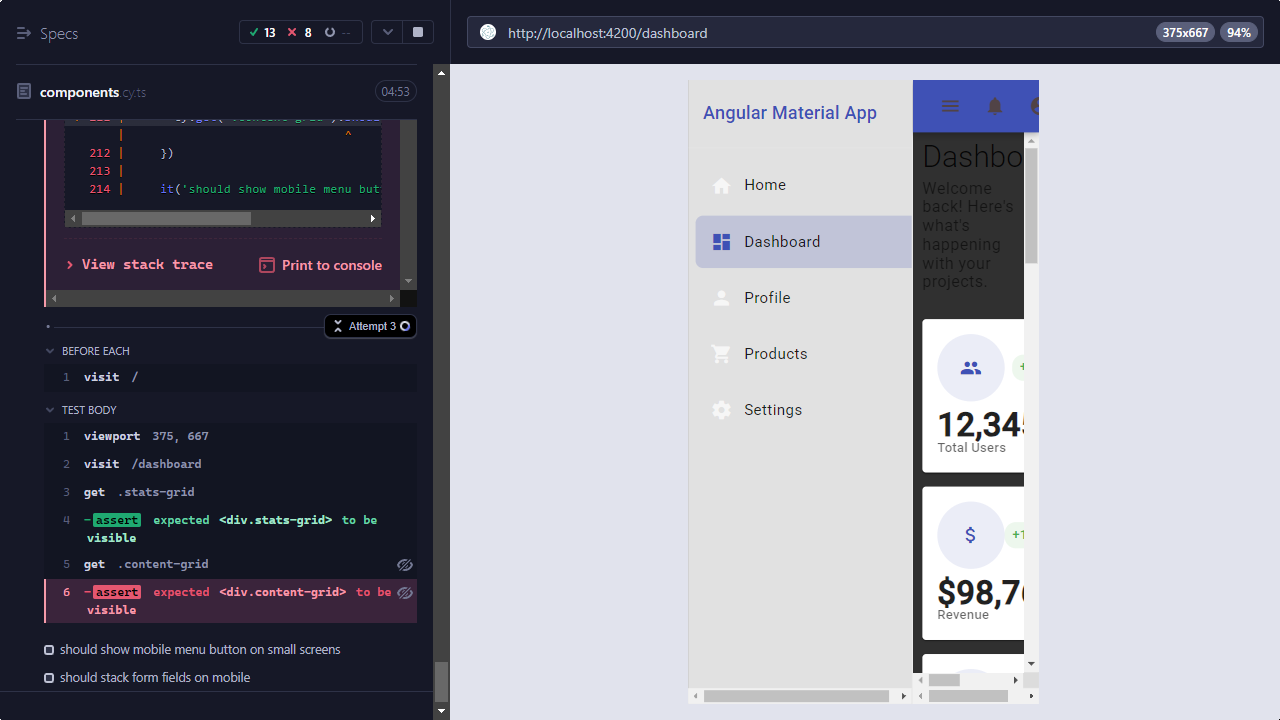 Specs
13
8
--
http://localhost:4200/dashboard
375x667
94%
components.cy.ts
04:53
|
^
212 |
})
213 |
214 |
it('should show mobile menu but
View stack trace
Print to console
Attempt 3
BEFORE EACH
1 visit /
TEST BODY
1 viewport 375, 667
2 visit /dashboard
3 get .stats-grid
4 -assert expected <div.stats-grid> to be
visible
5 get .content-grid
6 -assert expected <div.content-grid> to be
visible
should show mobile menu button on small screens
should stack form fields on mobile
Angular Material App
Home
Dashboard
Profile
Products
Settings
Dashbo
Welcome
back! Here's
what's
happening
with your
projects.
12,345
Total Users
$
+1
$98,76
Revenue